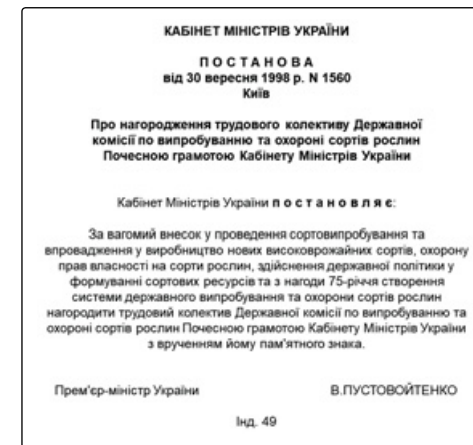 КАБІНЕТ МІНІСТРІВ УКРАЇНИ
П О С Т А Н О В А
від 30 вересня 1998 р. N 1560
Київ
Про нагородження трудового колективу Державної
комісії по випробуванню та охороні сортів рослин
Почесною грамотою Кабінету Міністрів України
Кабінет Міністрів України п о с т а н о в л я є:
За вагомий внесок у проведення сортовипробування та
впровадження у виробництво нових високоврожайних сортів, охорону
прав власності на сорти рослин, здійснення державної політики у
формуванні сортових ресурсів та з нагоди 75-річчя створення
системи державного випробування та охорони сортів рослин
нагородити трудовий колектив Державної комісії по випробуванню та
охороні сортів рослин Почесною грамотою Кабінету Міністрів України
з врученням йому пам'ятного знака.
Прем'єр-міністр України В.ПУСТОВОЙТЕНКО
Інд. 49